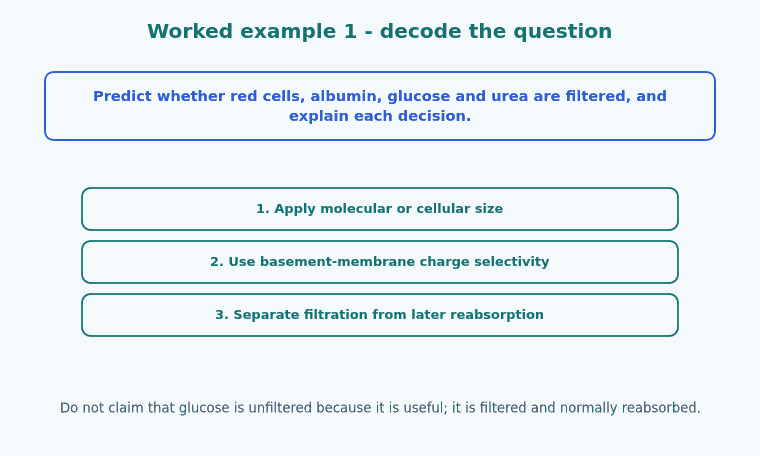 Worked example 1 - decode the question
Predict whether red cells, albumin, glucose and urea are filtered, and
explain each decision.
1. Apply molecular or cellular size
2. Use basement-membrane charge selectivity
3. Separate filtration from later reabsorption
Do not claim that glucose is unfiltered because it is useful; it is filtered and normally reabsorbed.